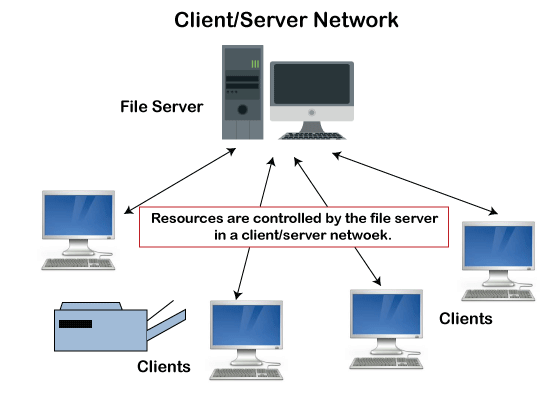 Client/Server Network
File Server
Resources are controlled by the file server
in a client/server netwoek.
Clients
Clients